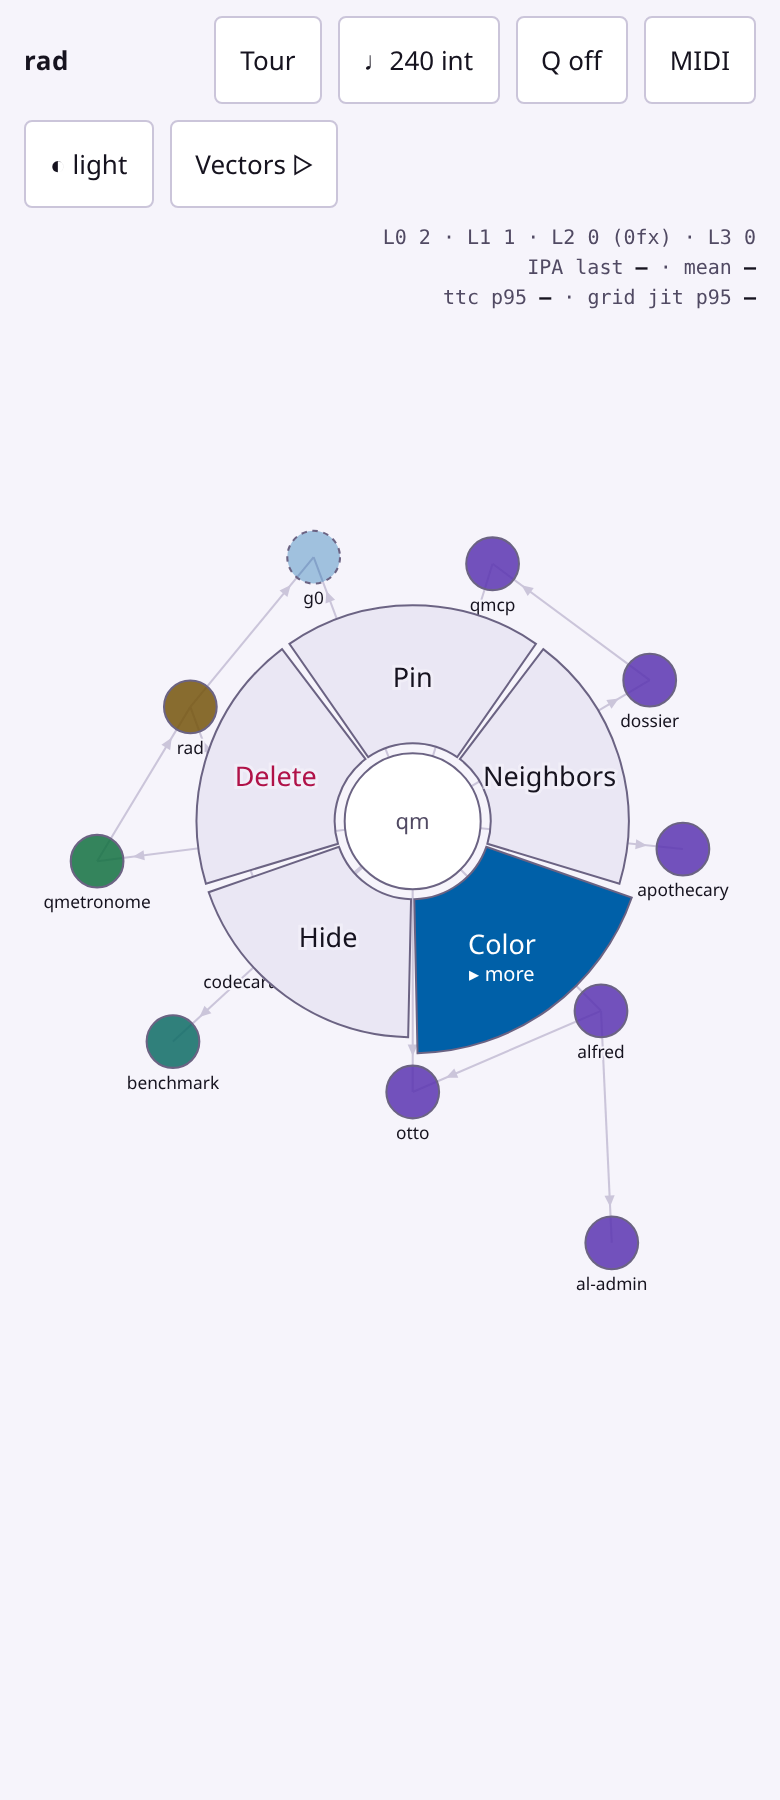 rad
Tour
♩ 240 int
Q off
MIDI
◖ light
Vectors ▷
L0 2 · L1 1 · L2 0 (0fx) · L3 0
IPA last — · mean —
ttc p95 — · grid jit p95 —
g0
qmcp
Pin
dossier
rad
Delete
Neighbors
qm
apothecary
qmetronome
Hide
Color
▸ more
alfred
benchmark
otto
al-admin